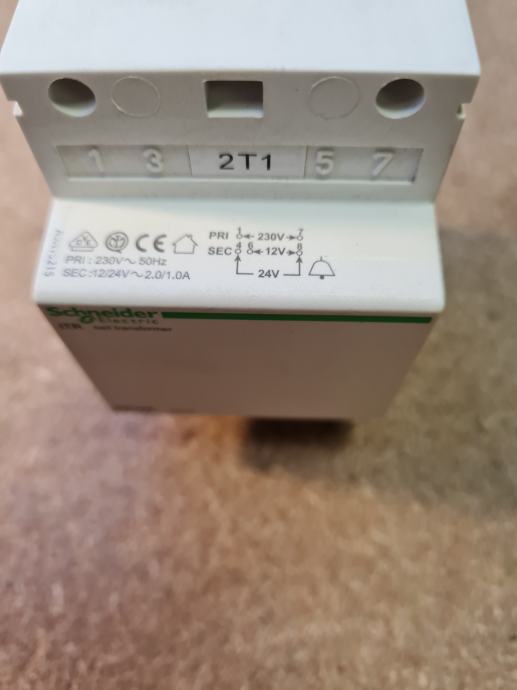 1 3 2T1 5 7
PRI 1 230V 7
SEC 4 6 12V 8
24V
CE
PRI : 230V~ 50Hz
SEC :12/24V~ 2.0/1.0A
Schneider
Electric
bell transformer